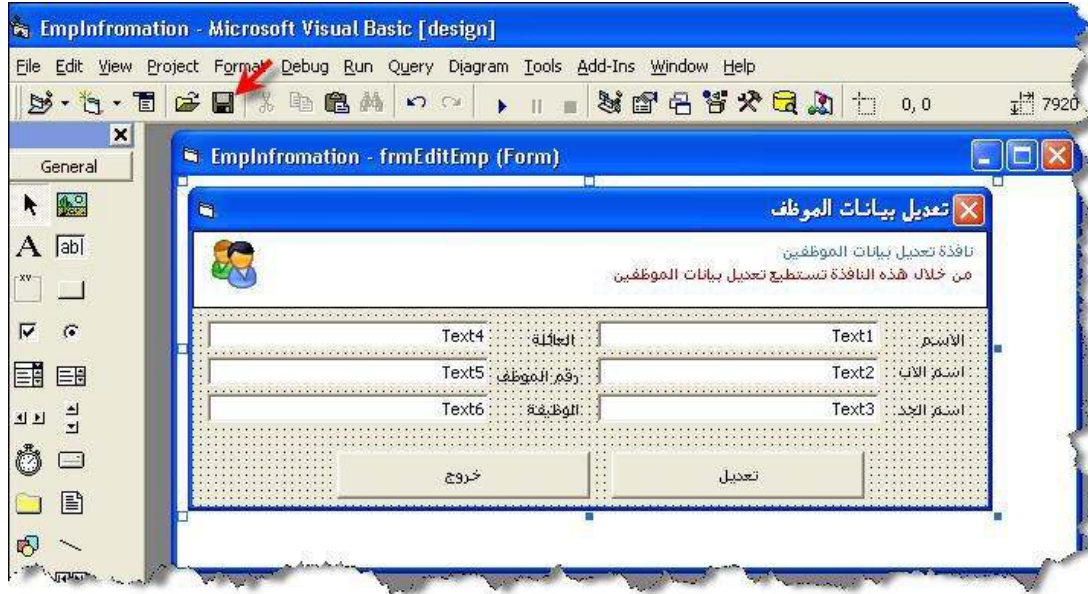 EmpInfromation - Microsoft Visual Basic [design]
File Edit View Project Format Debug Run Query Diagram Tools Add-Ins Window Help
0, 0 7920
General
EmpInfromation - frmEditEmp (Form)
تعديل بيانات الموظف
نافذة تعديل بيانات الموظفين
من خلال هذه النافذة تستطيع تعديل بيانات الموظفين
الاسم Text1 العائلة Text4
اسم الاب Text2 رقم الموظف Text5
اسم الجد Text3 الوظيفة Text6
تعديل خروج